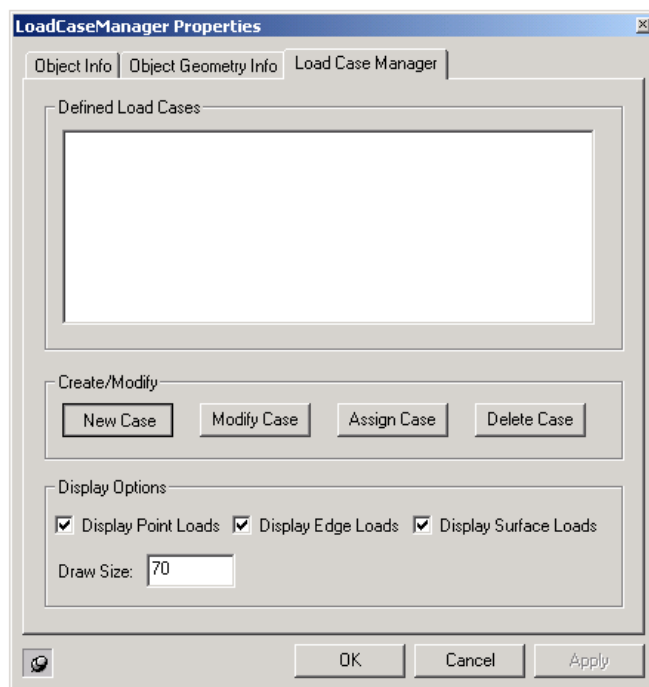 LoadCaseManager Properties
Object Info Object Geometry Info Load Case Manager
Defined Load Cases
Create/Modify
New Case Modify Case Assign Case Delete Case
Display Options
Display Point Loads Display Edge Loads Display Surface Loads
Draw Size: 70
OK Cancel Apply